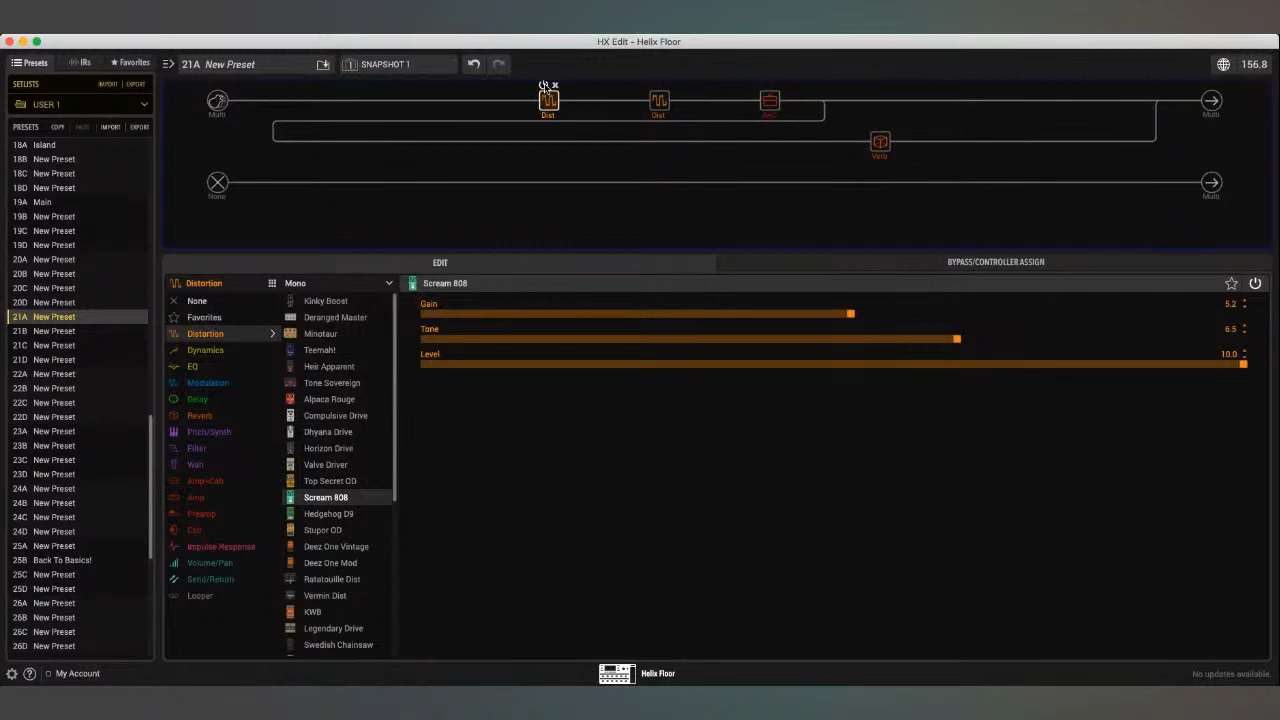 HX Edit - Helix Floor
Presets IRs Favorites
21A New Preset
1 SNAPSHOT 1
156.8
SETLISTS IMPORT EXPORT
USER 1
PRESETS COPY IMPORT EXPORT
18A Island
18B New Preset
18C New Preset
18D New Preset
19A Main
19B New Preset
19C New Preset
19D New Preset
20A New Preset
20B New Preset
20C New Preset
20D New Preset
21A New Preset
21B New Preset
21C New Preset
21D New Preset
22A New Preset
22B New Preset
22C New Preset
22D New Preset
23A New Preset
23B New Preset
23C New Preset
23D New Preset
24A New Preset
24B New Preset
24C New Preset
24D New Preset
25A New Preset
25B Back To Basics!
25C New Preset
25D New Preset
26A New Preset
26B New Preset
26C New Preset
26D New Preset
Multi
Dist
Dist
Multi
Verb
None
Multi
EDIT
BYPASS/CONTROLLER ASSIGN
Distortion
None
Favorites
Distortion
Dynamics
EQ
Modulation
Delay
Reverb
Pitch/Synth
Filter
Wah
Amp+Cab
Amp
Preamp
Cab
Impulse Response
Volume/Pan
Send/Return
Looper
Mono
Kinky Boost
Deranged Master
Minotaur
Teemah!
Heir Apparent
Tone Sovereign
Alpaca Rouge
Compulsive Drive
Dhyana Drive
Horizon Drive
Valve Driver
Top Secret OD
Scream 808
Hedgehog D9
Stupor OD
Deez One Vintage
Deez One Mod
Ratatouille Dist
Vermin Dist
KWB
Legendary Drive
Swedish Chainsaw
Scream 808
Gain 5.2
Tone 6.5
Level 10.0
My Account
Helix Floor
No updates available.